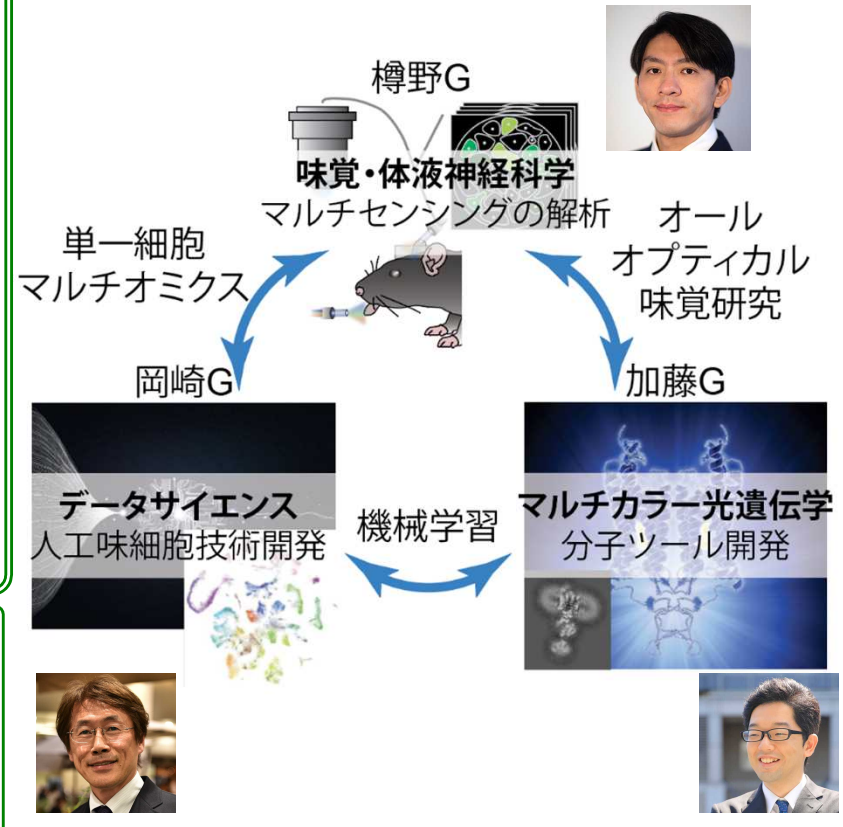 樽野G
味覚・体液神経科学
マルチセンシングの解析
単一細胞
マルチオミクス
オール
オプティカル
味覚研究
岡崎G
加藤G
データサイエンス
人工味細胞技術開発
機械学習
マルチカラー光遺伝学
分子ツール開発